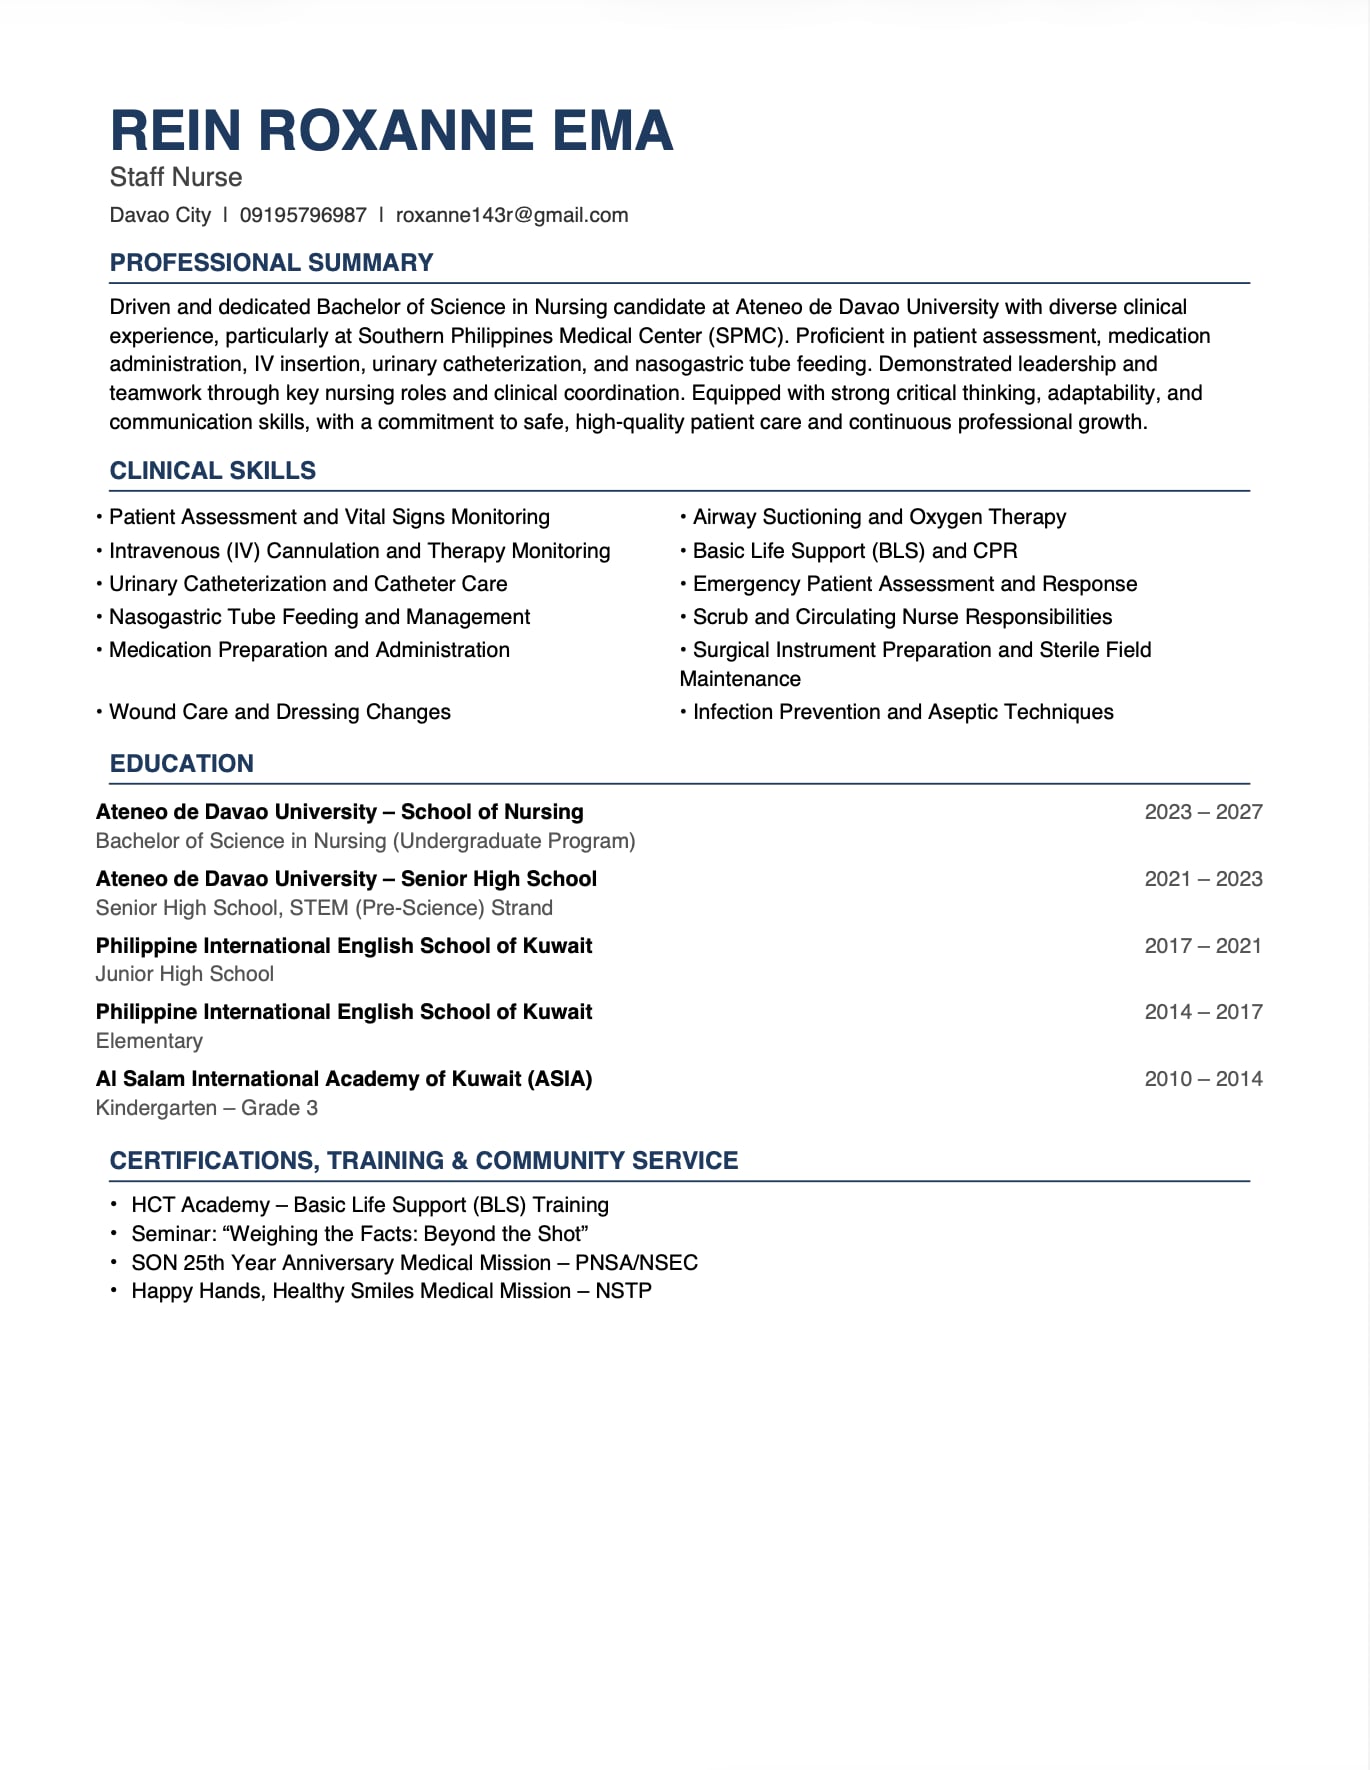 REIN ROXANNE EMA
Staff Nurse
Davao City | 09195796987 | roxanne143r@gmail.com
PROFESSIONAL SUMMARY
Driven and dedicated Bachelor of Science in Nursing candidate at Ateneo de Davao University with diverse clinical
experience, particularly at Southern Philippines Medical Center (SPMC). Proficient in patient assessment, medication
administration, IV insertion, urinary catheterization, and nasogastric tube feeding. Demonstrated leadership and
teamwork through key nursing roles and clinical coordination. Equipped with strong critical thinking, adaptability, and
communication skills, with a commitment to safe, high-quality patient care and continuous professional growth.
CLINICAL SKILLS
• Patient Assessment and Vital Signs Monitoring
• Intravenous (IV) Cannulation and Therapy Monitoring
• Urinary Catheterization and Catheter Care
• Nasogastric Tube Feeding and Management
• Medication Preparation and Administration
• Wound Care and Dressing Changes
• Airway Suctioning and Oxygen Therapy
• Basic Life Support (BLS) and CPR
• Emergency Patient Assessment and Response
• Scrub and Circulating Nurse Responsibilities
• Surgical Instrument Preparation and Sterile Field
Maintenance
• Infection Prevention and Aseptic Techniques
EDUCATION
Ateneo de Davao University – School of Nursing 2023 – 2027
Bachelor of Science in Nursing (Undergraduate Program)
Ateneo de Davao University – Senior High School 2021 – 2023
Senior High School, STEM (Pre-Science) Strand
Philippine International English School of Kuwait 2017 – 2021
Junior High School
Philippine International English School of Kuwait 2014 – 2017
Elementary
Al Salam International Academy of Kuwait (ASIA) 2010 – 2014
Kindergarten – Grade 3
CERTIFICATIONS, TRAINING & COMMUNITY SERVICE
• HCT Academy – Basic Life Support (BLS) Training
• Seminar: “Weighing the Facts: Beyond the Shot”
• SON 25th Year Anniversary Medical Mission – PNSA/NSEC
• Happy Hands, Healthy Smiles Medical Mission – NSTP